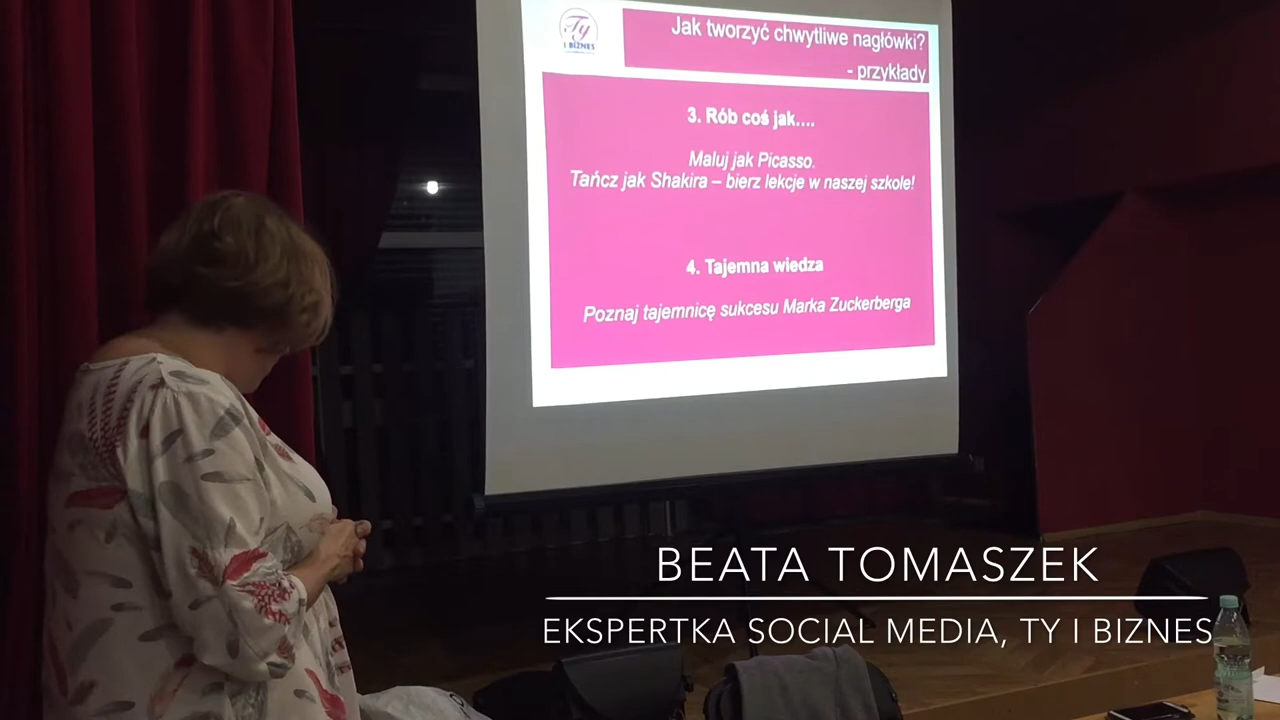 Ty
I BIZNES
Jak tworzyć chwytliwe nagłówki?
- przykłady
3. Rób coś jak....
Maluj jak Picasso.
Tańcz jak Shakira – bierz lekcje w naszej szkole!
4. Tajemna wiedza
Poznaj tajemnicę sukcesu Marka Zuckerberga
BEATA TOMASZEK
EKSPERTKA SOCIAL MEDIA, TY I BIZNES